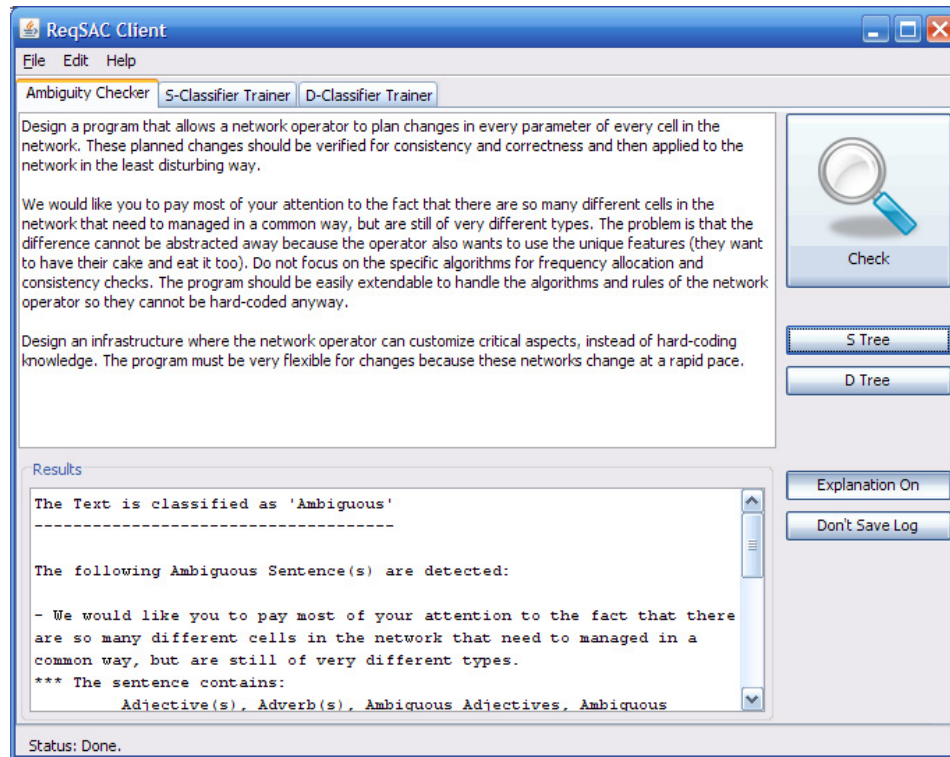 ReqSAC Client
File Edit Help
Ambiguity Checker S-Classifier Trainer D-Classifier Trainer
Design a program that allows a network operator to plan changes in every parameter of every cell in the
network. These planned changes should be verified for consistency and correctness and then applied to the
network in the least disturbing way.
We would like you to pay most of your attention to the fact that there are so many different cells in the
network that need to managed in a common way, but are still of very different types. The problem is that the
difference cannot be abstracted away because the operator also wants to use the unique features (they want
to have their cake and eat it too). Do not focus on the specific algorithms for frequency allocation and
consistency checks. The program should be easily extendable to handle the algorithms and rules of the network
operator so they cannot be hard-coded anyway.
Design an infrastructure where the network operator can customize critical aspects, instead of hard-coding
knowledge. The program must be very flexible for changes because these networks change at a rapid pace.
Check
S Tree
D Tree
Results
The Text is classified as 'Ambiguous'
--------------------------------------
The following Ambiguous Sentence(s) are detected:
- We would like you to pay most of your attention to the fact that there
are so many different cells in the network that need to managed in a
common way, but are still of very different types.
*** The sentence contains:
Adjective(s), Adverb(s), Ambiguous Adjectives, Ambiguous
Explanation On
Don't Save Log
Status: Done.